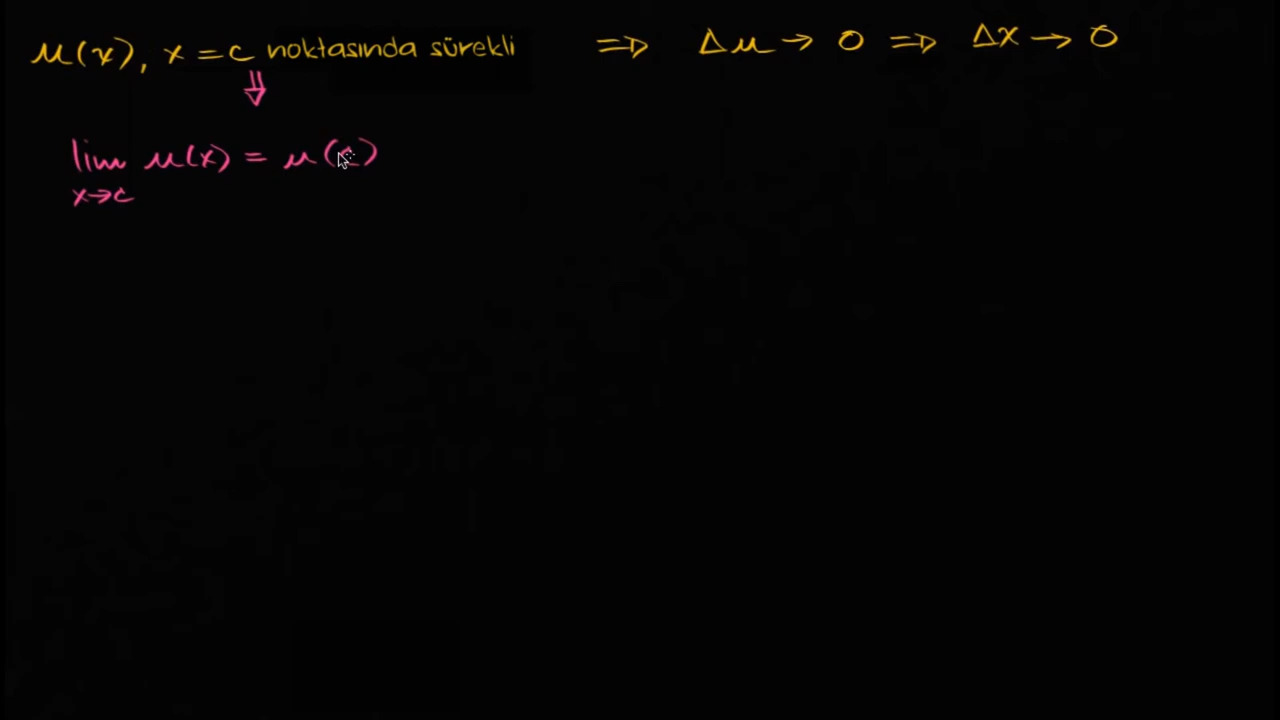 u(x), x = c noktasında sürekli ⇒ Δu → 0 ⇒ Δx → 0
⇓
lim u(x) = u(c)
x→c